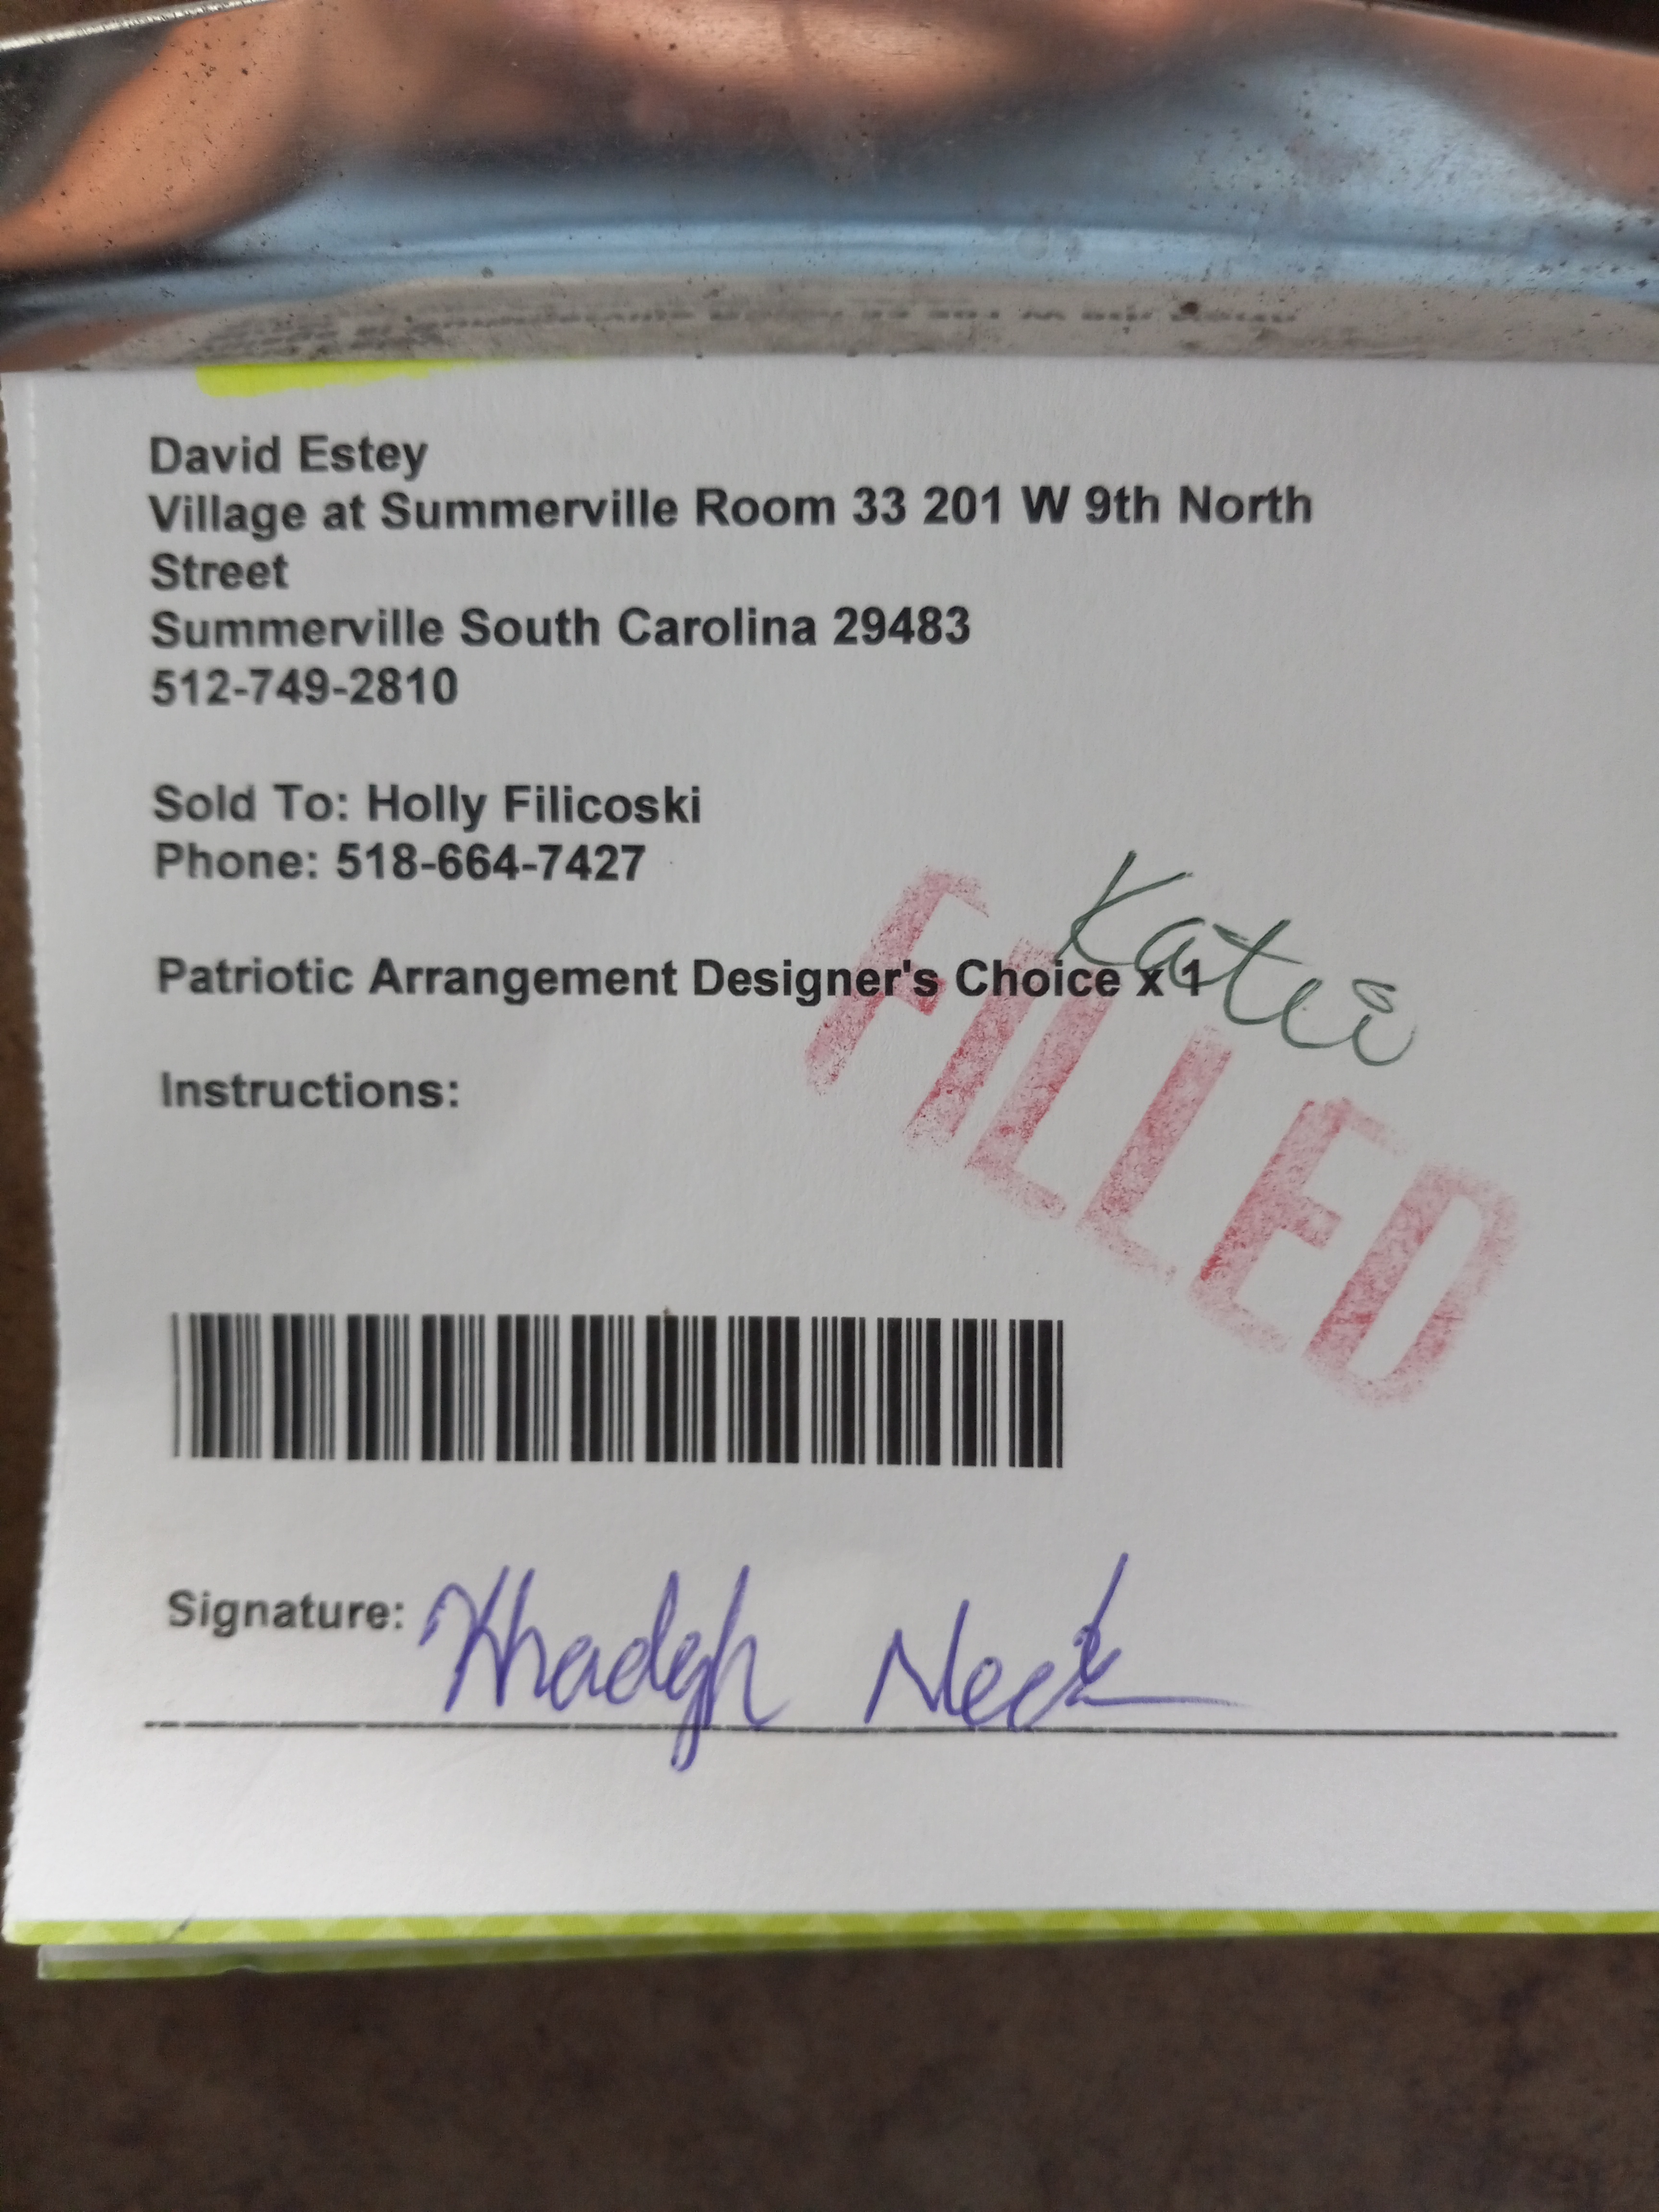 David Estey
Village at Summerville Room 33 201 W 9th North
Street
Summerville South Carolina 29483
512-749-2810
Sold To: Holly Filicoski
Phone: 518-664-7427
Katie
Patriotic Arrangement Designer's Choice x 1
FILLED
Instructions:
Signature: